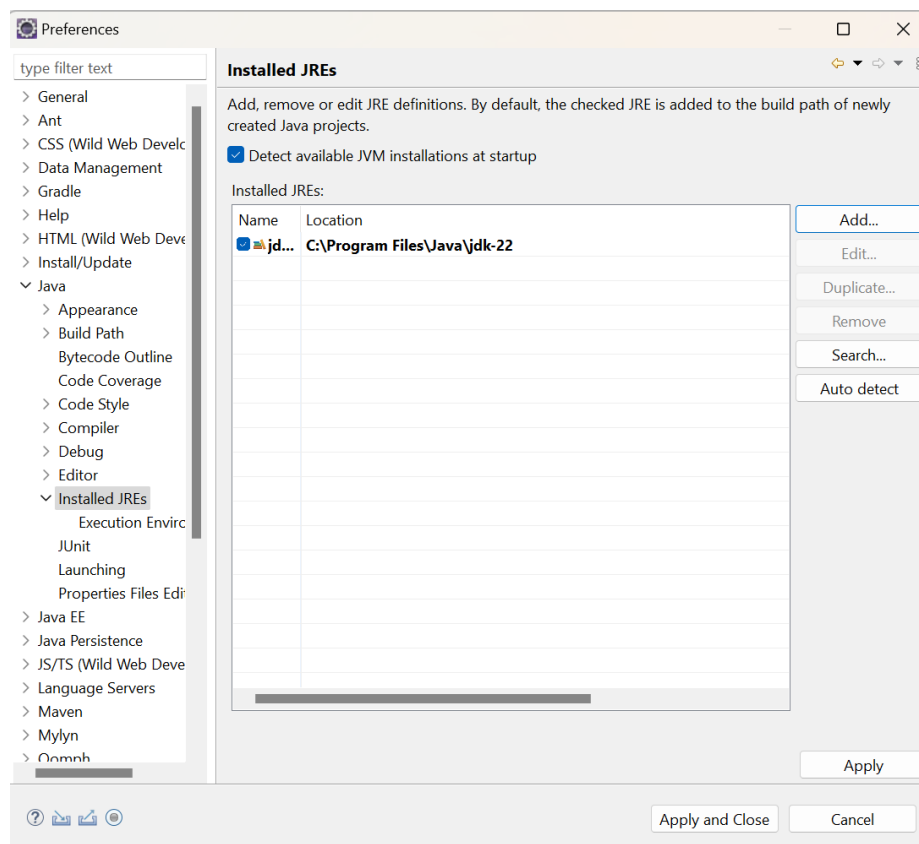 Preferences
type filter text
General
Ant
CSS (Wild Web Develc
Data Management
Gradle
Help
HTML (Wild Web Deve
Install/Update
Java
Appearance
Build Path
Bytecode Outline
Code Coverage
Code Style
Compiler
Debug
Editor
Installed JREs
Execution Enviro
JUnit
Launching
Properties Files Edit
Java EE
Java Persistence
JS/TS (Wild Web Deve
Language Servers
Maven
Mylyn
Oomph
Installed JREs
Add, remove or edit JRE definitions. By default, the checked JRE is added to the build path of newly
created Java projects.
Detect available JVM installations at startup
Installed JREs:
Name Location
jd... C:\Program Files\Java\jdk-22
Add...
Edit...
Duplicate...
Remove
Search...
Auto detect
Apply
Apply and Close Cancel